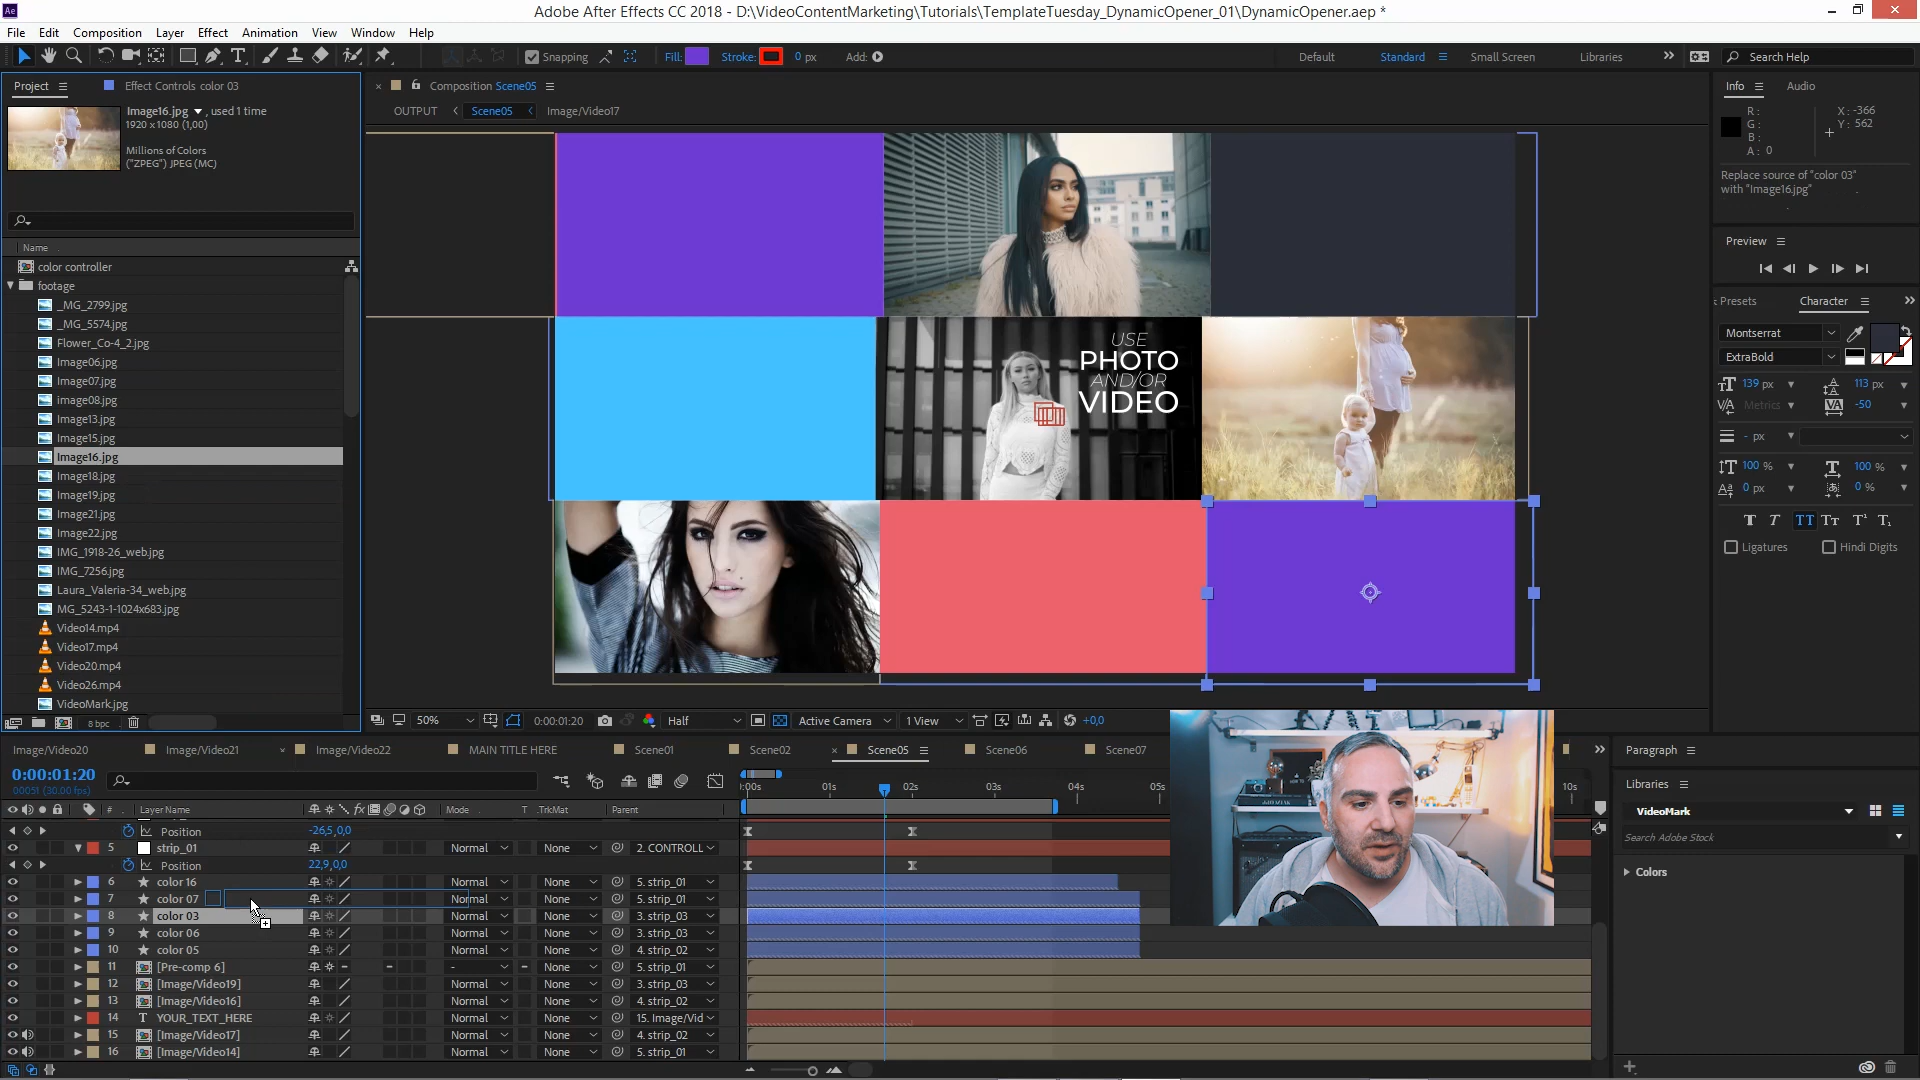 Ae
Adobe After Effects CC 2018 - D:\VideoContentMarketing\Tutorials\TemplateTuesday_DynamicOpener_01\DynamicOpener.aep *
File Edit Composition Layer Effect Animation View Window Help
Snapping Fill: Stroke: 0 px Add: Default Standard Small Screen Libraries Search Help
Project Effect Controls color 03
Image16.jpg , used 1 time
1920 x 1080 (1,00)
Millions of Colors
("ZPEG") JPEG (MC)
Name
color controller
footage
_MG_2799.jpg
_MG_5574.jpg
Flower_Co-4_2.jpg
Image06.jpg
Image07.jpg
image08.jpg
Image13.jpg
Image15.jpg
Image16.jpg
Image18.jpg
Image19.jpg
Image21.jpg
Image22.jpg
IMG_1918-26_web.jpg
IMG_7256.jpg
Laura_Valeria-34_web.jpg
MG_5243-1-1024x683.jpg
Video14.mp4
Video17.mp4
Video20.mp4
Video26.mp4
VideoMark.jpg
8 bpc
Composition Scene05
OUTPUT Scene05 Image/Video17
USE
PHOTO
AND/OR
VIDEO
50% 0:00:01:20 Half Active Camera 1 View +0,0
Info Audio
R: X: -366
G: Y: 562
B:
A: 0
Replace source of "color 03"
with "Image16.jpg"
Preview
Presets Character
Montserrat
ExtraBold
139 px 113 px
Metrics -50
- px
100 % 100 %
0 px 0 %
T T TT Tт T¹ T₁
Ligatures Hindi Digits
Image/Video20 Image/Video21 Image/Video22 MAIN TITLE HERE Scene01 Scene02 Scene05 Scene06 Scene07
0:00:01:20
00051 (30.00 fps)
:00s 01s 02s 03s 04s 05s 10s
# Layer Name Mode T .TrkMat Parent
Position -26,5,0,0
5 strip_01 Normal None 2. CONTROLL
Position 22,9,0,0
6 color 16 Normal None 5. strip_01
7 color 07 Normal None 5. strip_01
8 color 03 Normal None 3. strip_03
9 color 06 Normal None 3. strip_03
10 color 05 Normal None 4. strip_02
11 [Pre-comp 6] - None 5. strip_01
12 [Image/Video19] Normal None 3. strip_03
13 [Image/Video16] Normal None 4. strip_02
14 T YOUR_TEXT_HERE Normal None 15. Image/Vid
15 [Image/Video17] Normal None 4. strip_02
16 [Image/Video14] Normal None 5. strip_01
Paragraph
Libraries
VideoMark
Search Adobe Stock
Colors